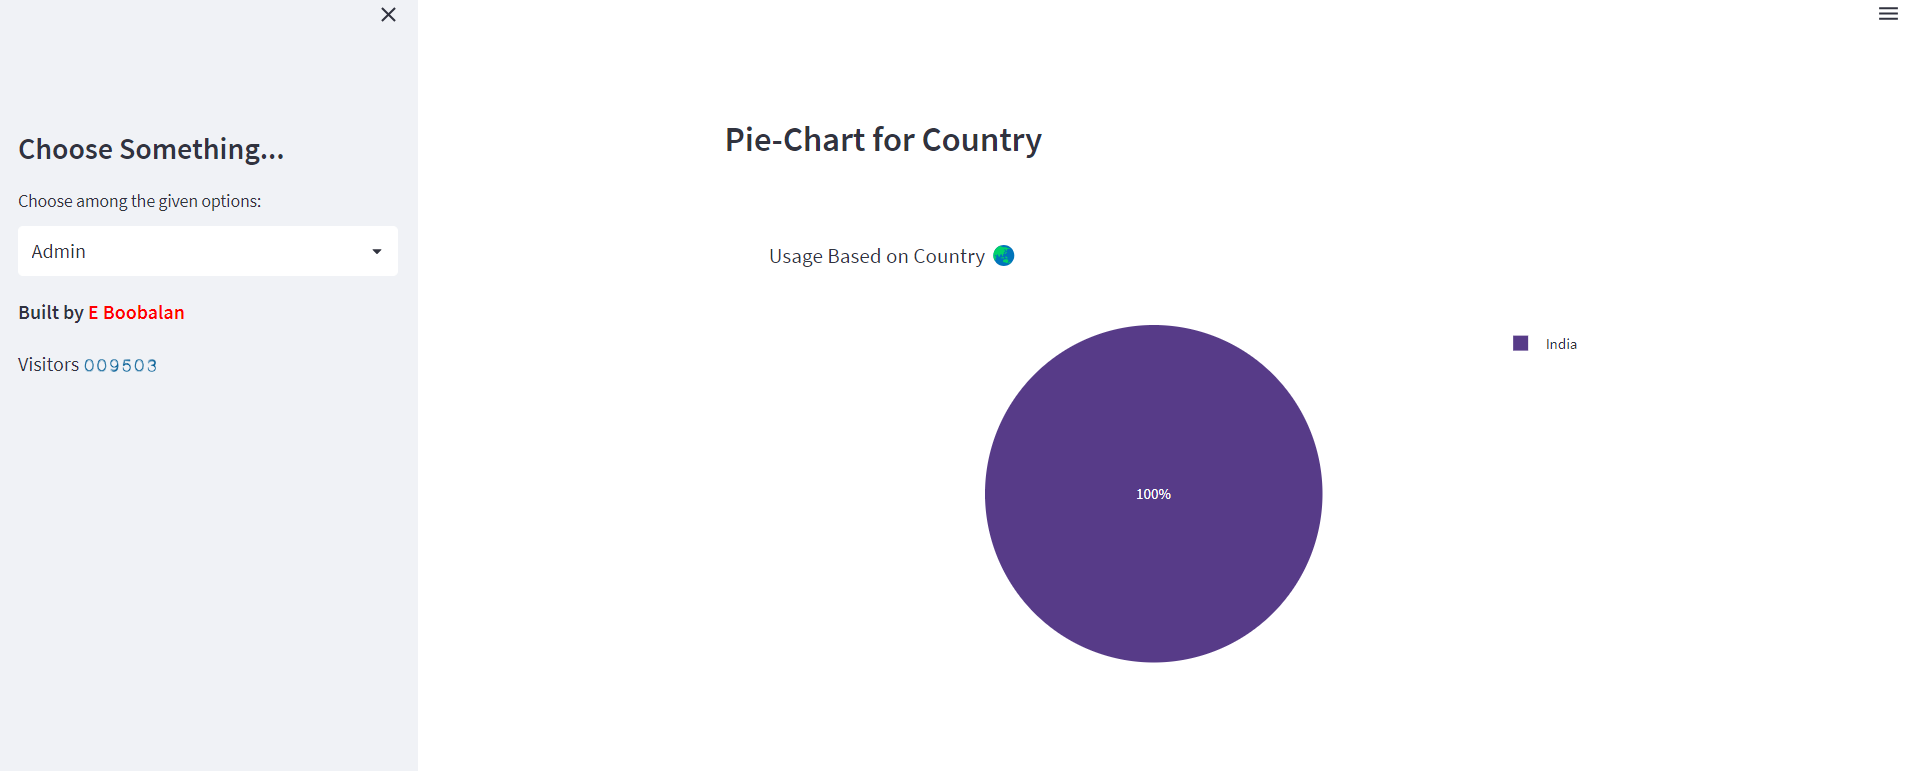 Choose Something...
Choose among the given options:
Admin
Built by E Boobalan
Visitors 009503
Pie-Chart for Country
Usage Based on Country 🌏
India
100%